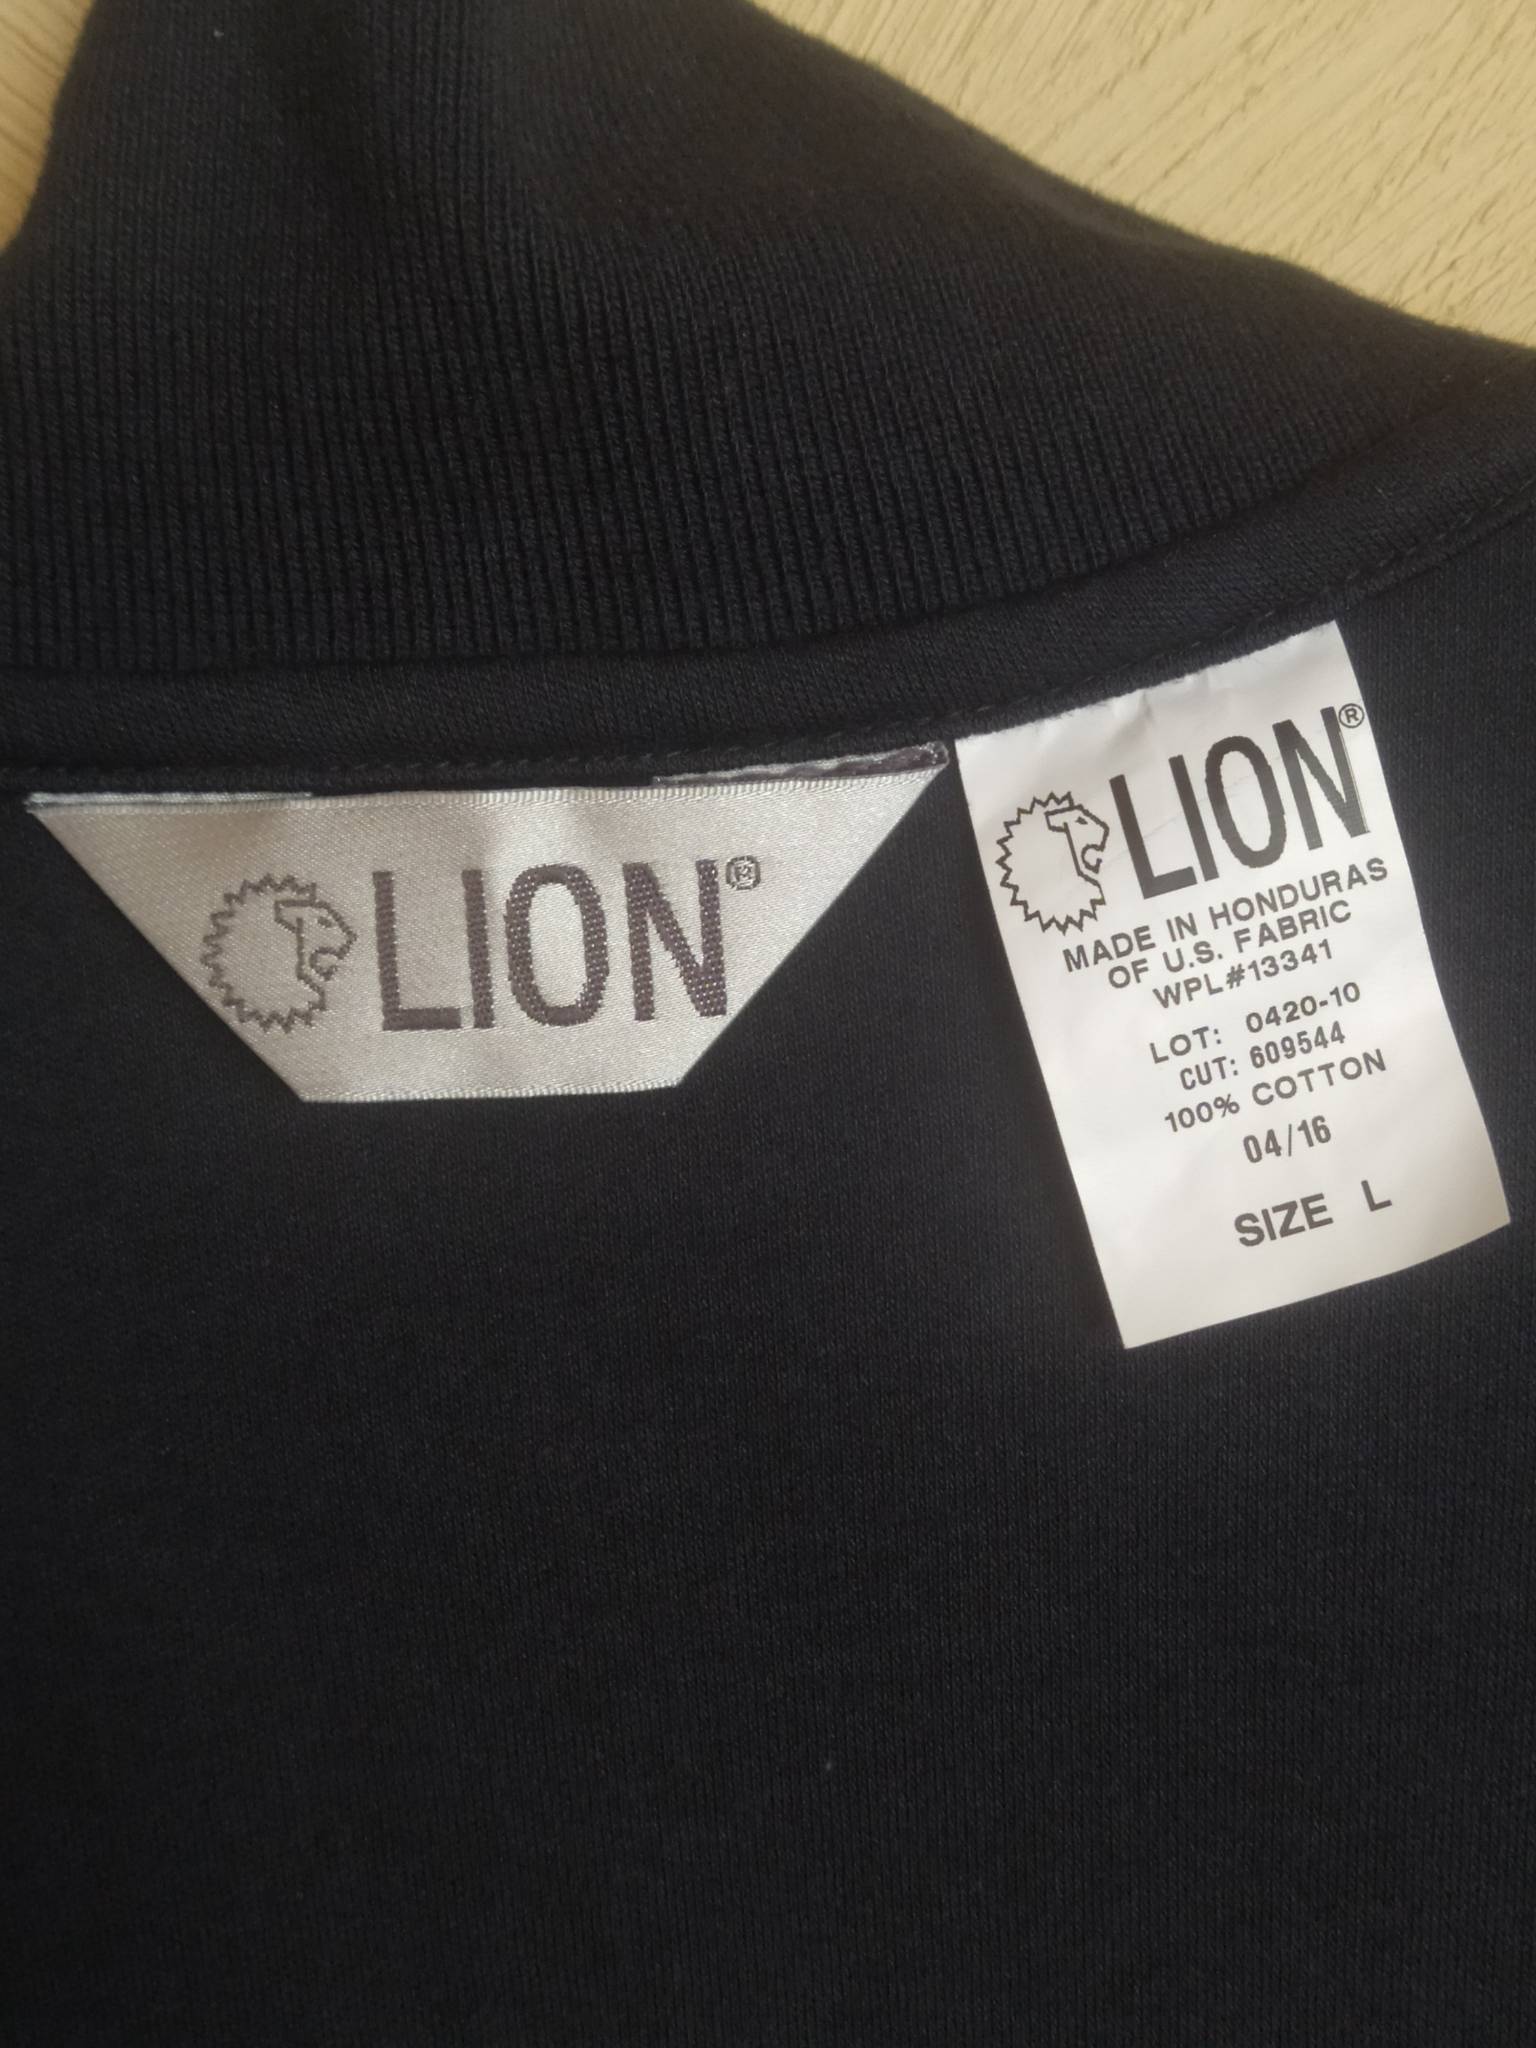 LION®
LION®
MADE IN HONDURAS
OF U.S. FABRIC
WPL#13341
LOT: 0420-10
CUT: 609544
100% COTTON
04/16
SIZE L